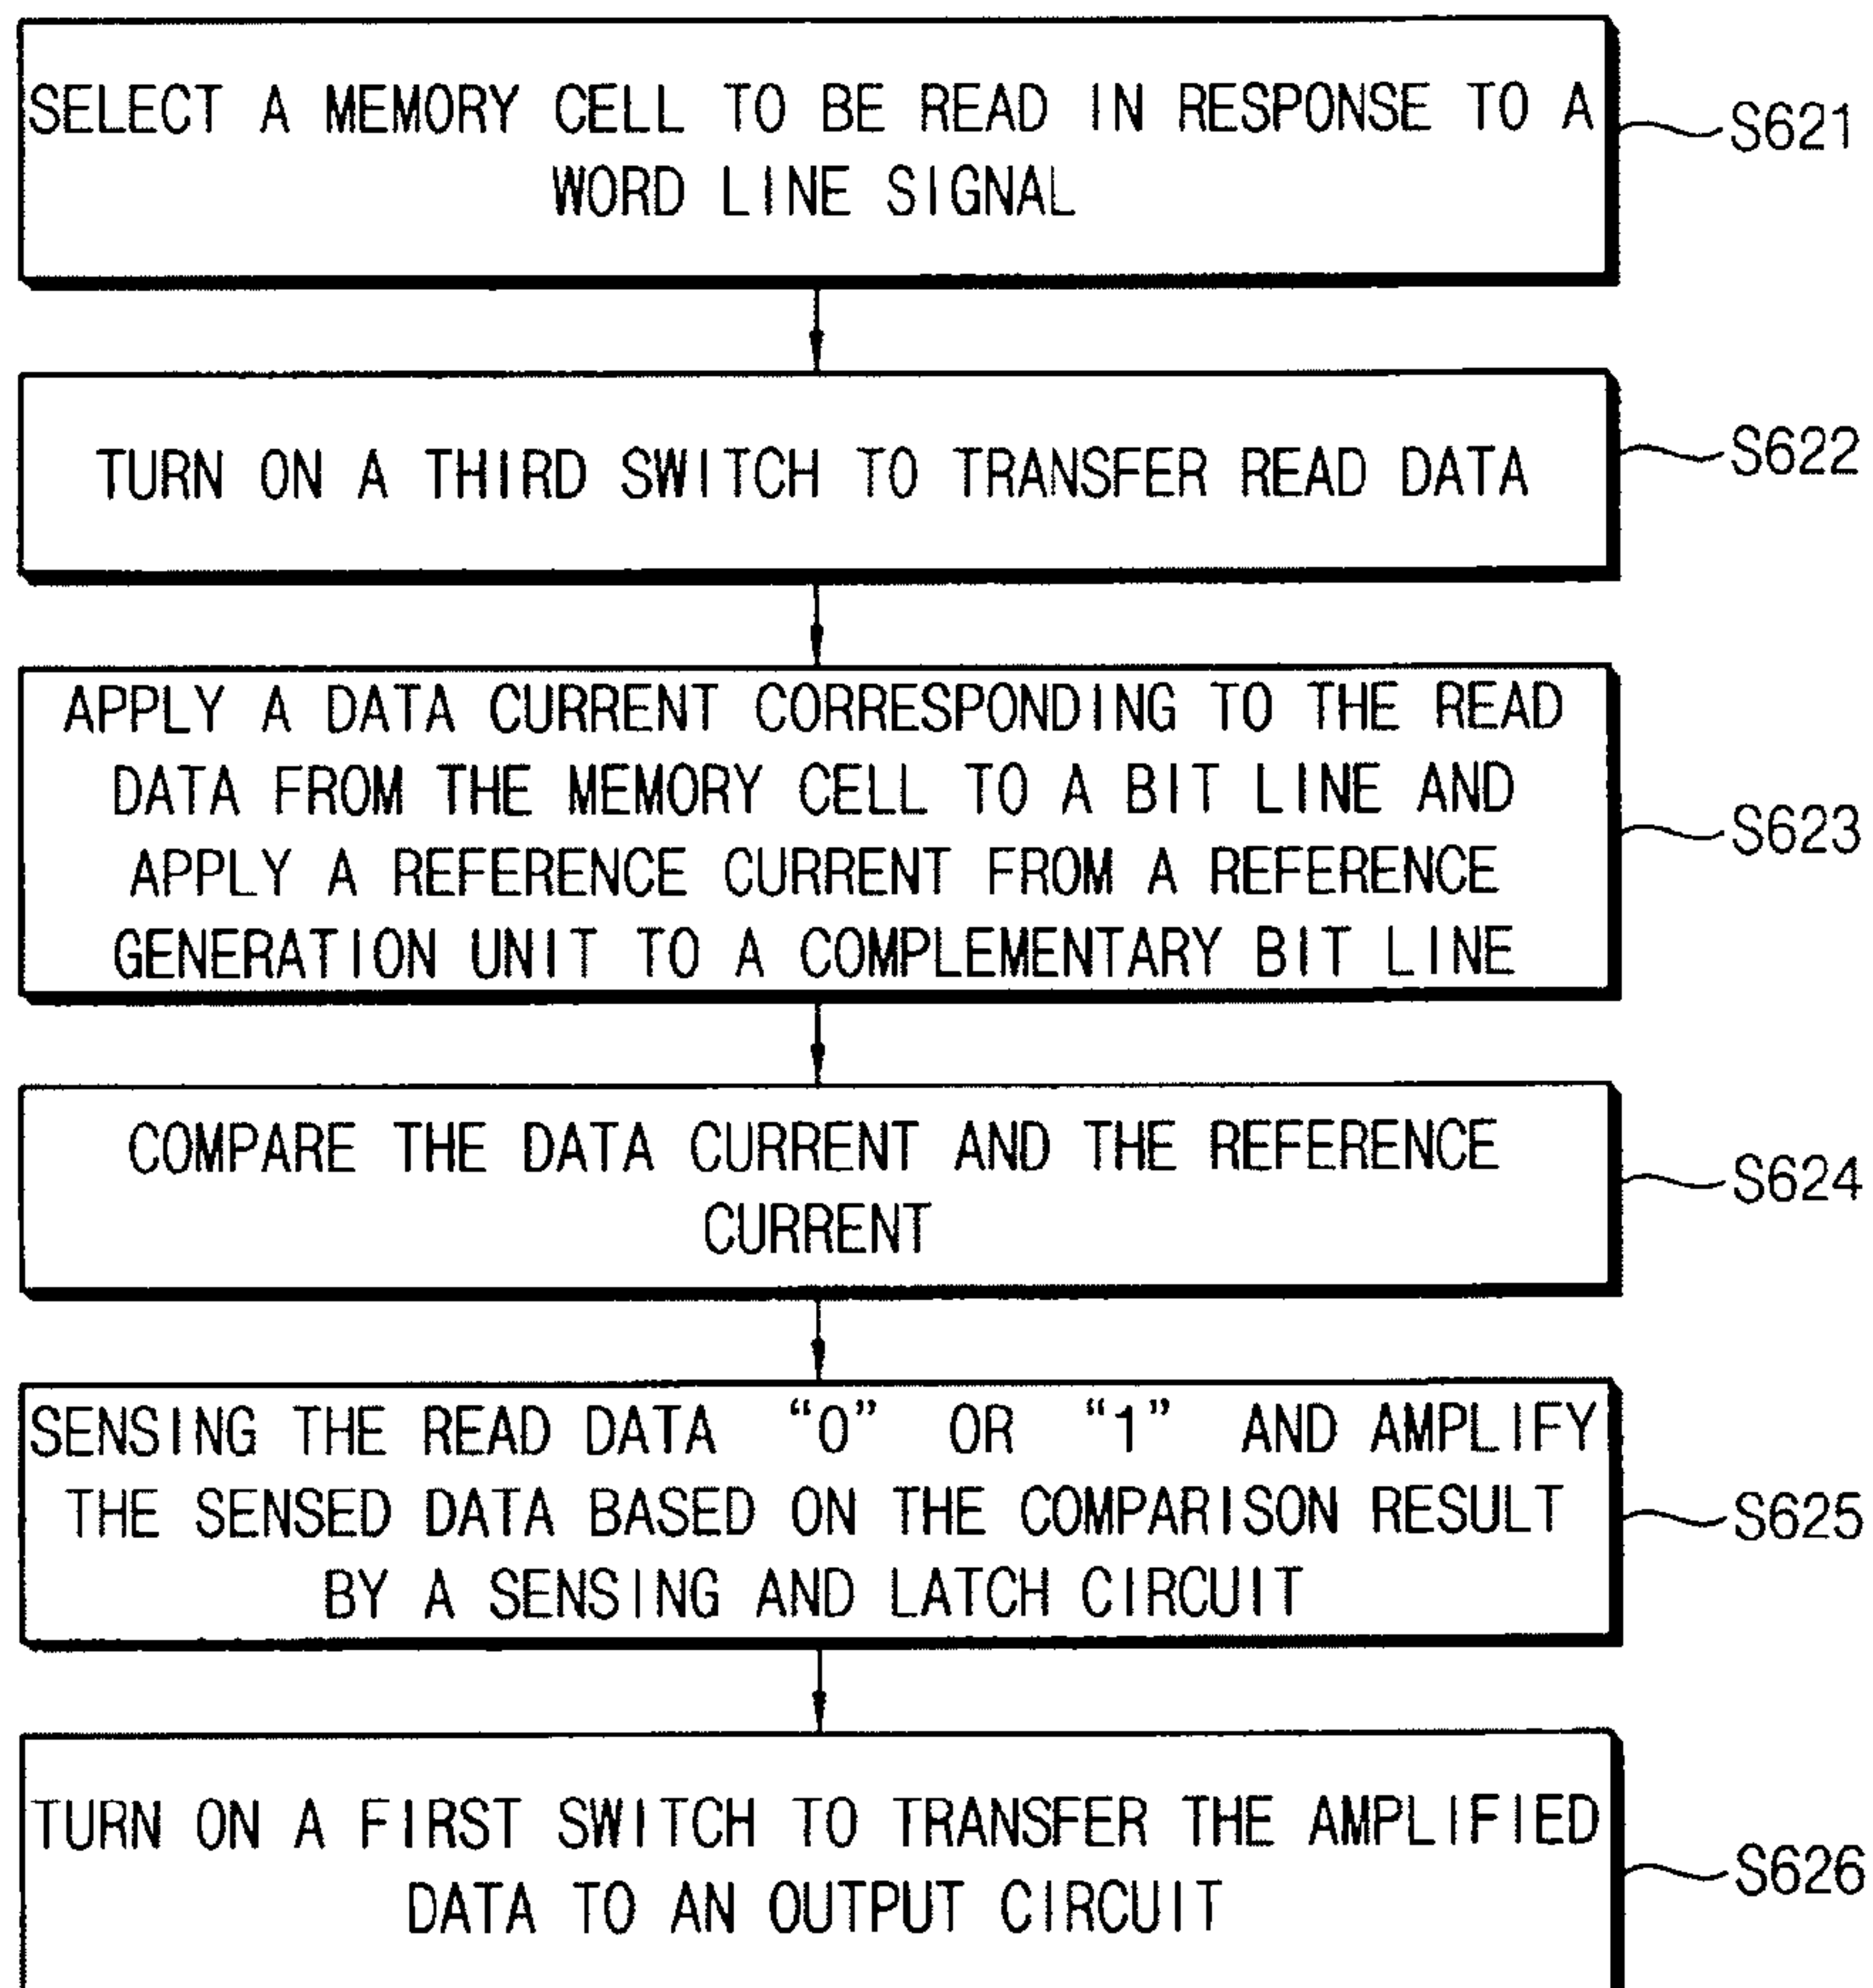 SELECT A MEMORY CELL TO BE READ IN RESPONSE TO A
WORD LINE SIGNAL
S621
TURN ON A THIRD SWITCH TO TRANSFER READ DATA
S622
APPLY A DATA CURRENT CORRESPONDING TO THE READ
DATA FROM THE MEMORY CELL TO A BIT LINE AND
APPLY A REFERENCE CURRENT FROM A REFERENCE
GENERATION UNIT TO A COMPLEMENTARY BIT LINE
S623
COMPARE THE DATA CURRENT AND THE REFERENCE
CURRENT
S624
SENSING THE READ DATA “0” OR “1” AND AMPLIFY
THE SENSED DATA BASED ON THE COMPARISON RESULT
BY A SENSING AND LATCH CIRCUIT
S625
TURN ON A FIRST SWITCH TO TRANSFER THE AMPLIFIED
DATA TO AN OUTPUT CIRCUIT
S626